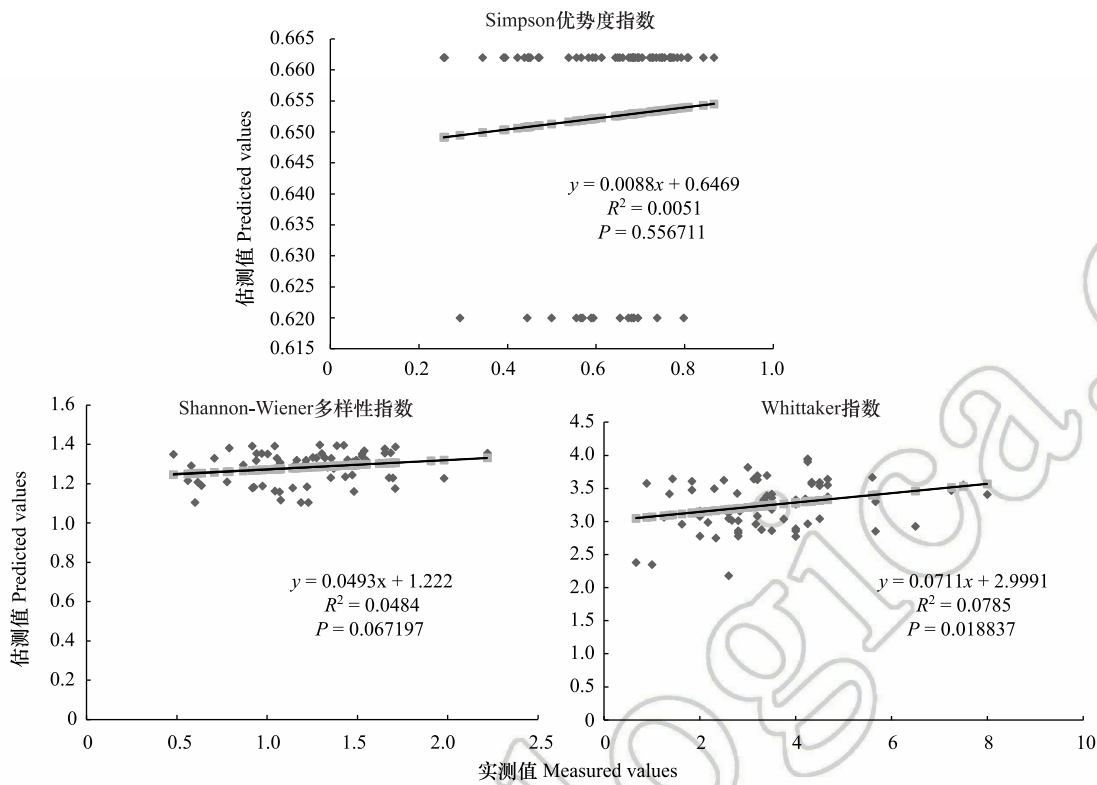 Simpson优势度指数
0.665
0.660
0.655
0.650
0.645
0.640
0.635
0.630
0.625
0.620
0.615
估测值 Predicted values
y = 0.0088x + 0.6469
R² = 0.0051
P = 0.556711
0 0.2 0.4 0.6 0.8 1.0
Shannon-Wiener多样性指数
1.6
1.4
1.2
1.0
0.8
0.6
0.4
0.2
0
估测值 Predicted values
y = 0.0493x + 1.222
R² = 0.0484
P = 0.067197
0 0.5 1.0 1.5 2.0 2.5
Whittaker指数
4.5
4.0
3.5
3.0
2.5
2.0
1.5
1.0
0.5
0
y = 0.0711x + 2.9991
R² = 0.0785
P = 0.018837
0 2 4 6 8 10
实测值 Measured values